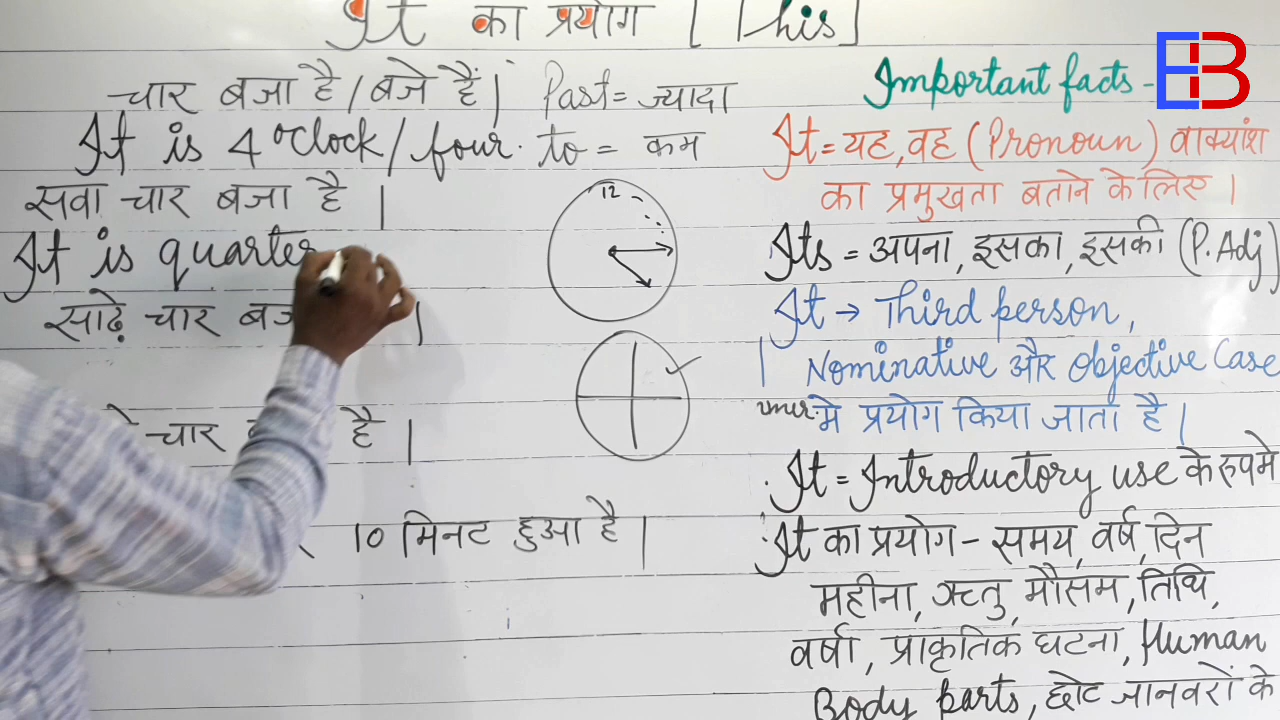 It का प्रयोग [This]
चार बजा है/बजे हैं| Past = ज्यादा
It is 4 o'clock/four. to = कम
सवा चार बजा है |
It is quarter
साढ़े चार बज |
चार है |
10 मिनट हुआ है |
12
Important facts -
EB
It = यह, वह (Pronoun) वाक्यांश
का प्रमुखता बताने के लिए |
Its = अपना, इसका, इसकी (P. Adj)
It → Third person,
Nominative और objective Case
मे प्रयोग किया जाता है |
It = Introductory use के रुपमे
It का प्रयोग - समय, वर्ष, दिन
महीना, ऋतु, मौसम, तिथि,
वर्षा, प्राकृतिक घटना, Human
Body parts, छोट जानवरों के